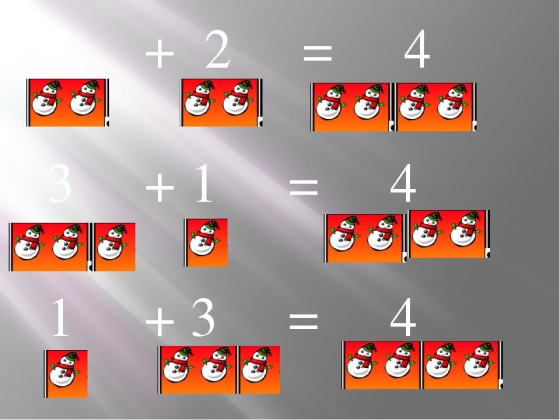 + 2 = 4
3 + 1 = 4
1 + 3 = 4